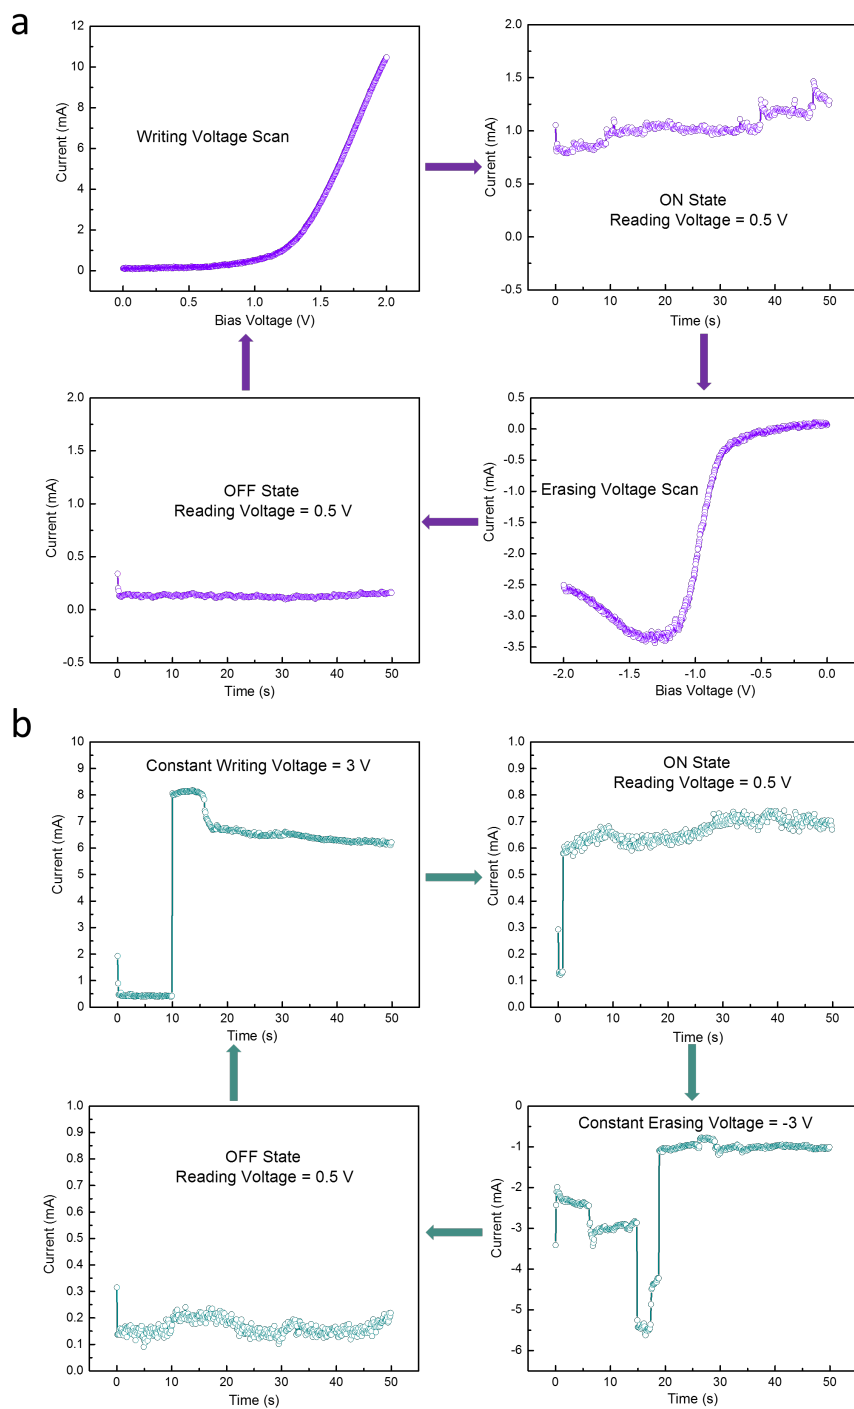 a
12
10
8
6
4
2
0
Current (mA)
Writing Voltage Scan
0.0 0.5 1.0 1.5 2.0
Bias Voltage (V)
2.0
1.5
1.0
0.5
0.0
-0.5
Current (mA)
ON State
Reading Voltage = 0.5 V
0 10 20 30 40 50
Time (s)
2.0
1.5
1.0
0.5
0.0
-0.5
Current (mA)
OFF State
Reading Voltage = 0.5 V
0 10 20 30 40 50
Time (s)
0.5
0.0
-0.5
-1.0
-1.5
-2.0
-2.5
-3.0
-3.5
Current (mA)
Erasing Voltage Scan
-2.0 -1.5 -1.0 -0.5 0.0
Bias Voltage (V)
b
10
9
8
7
6
5
4
3
2
1
0
Current (mA)
Constant Writing Voltage = 3 V
0 10 20 30 40 50
Time (s)
1.0
0.9
0.8
0.7
0.6
0.5
0.4
0.3
0.2
0.1
0.0
Current (mA)
ON State
Reading Voltage = 0.5 V
0 10 20 30 40 50
Time (s)
1.0
0.9
0.8
0.7
0.6
0.5
0.4
0.3
0.2
0.1
0.0
Current (mA)
OFF State
Reading Voltage = 0.5 V
0 10 20 30 40 50
Time (s)
0
-1
-2
-3
-4
-5
-6
Current (mA)
Constant Erasing Voltage = -3 V
0 10 20 30 40 50
Time (s)